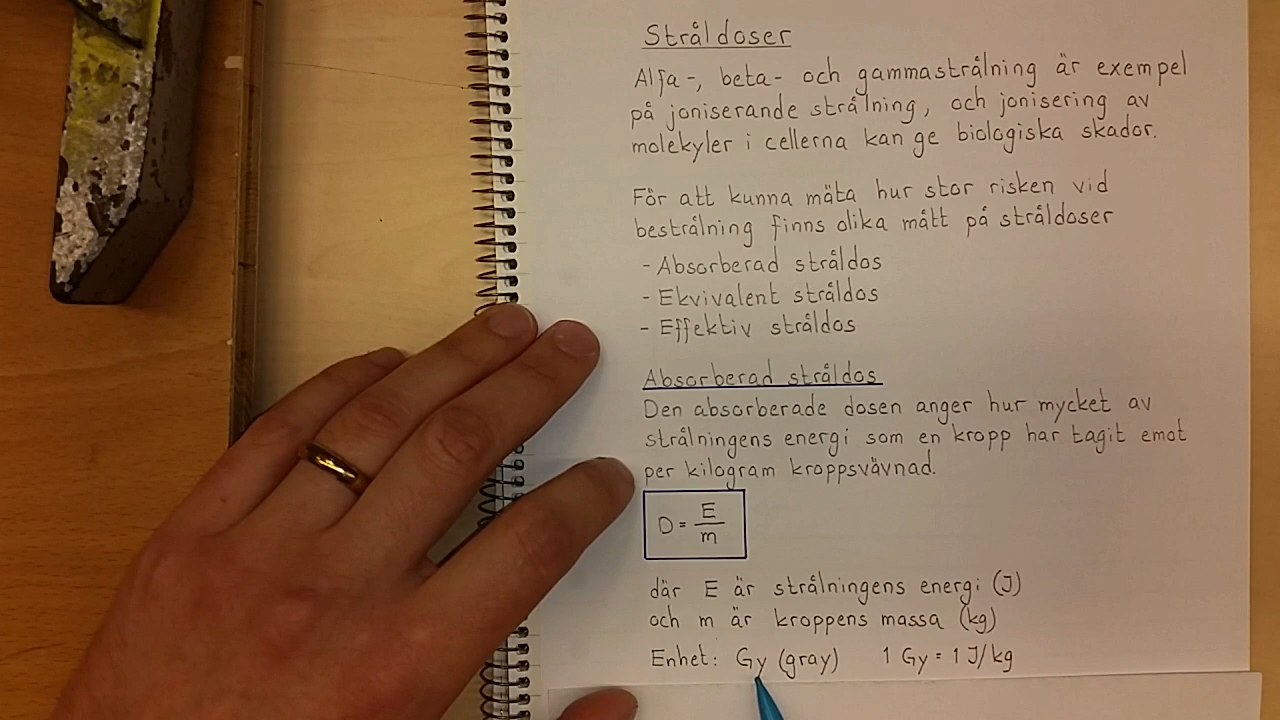 Stråldoser
Alfa-, beta- och gammastrålning är exempel
på joniserande strålning, och jonisering av
molekyler i cellerna kan ge biologiska skador.
För att kunna mäta hur stor risken vid
bestrålning finns olika mått på stråldoser
- Absorberad stråldos
- Ekvivalent stråldos
- Effektiv stråldos
Absorberad stråldos
Den absorberade dosen anger hur mycket av
strålningens energi som en kropp har tagit emot
per kilogram kroppsvävnad.
D = E/m
där E är strålningens energi (J)
och m är kroppens massa (kg)
Enhet: Gy (gray) 1 Gy = 1 J/kg